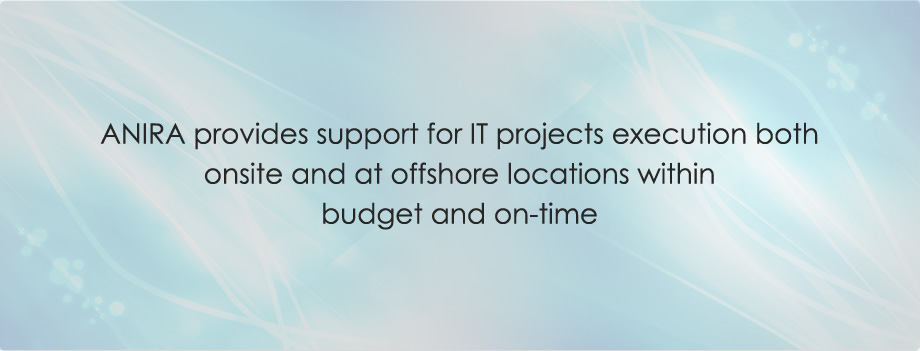 ANIRA provides support for IT projects execution both
onsite and at offshore locations within
budget and on-time